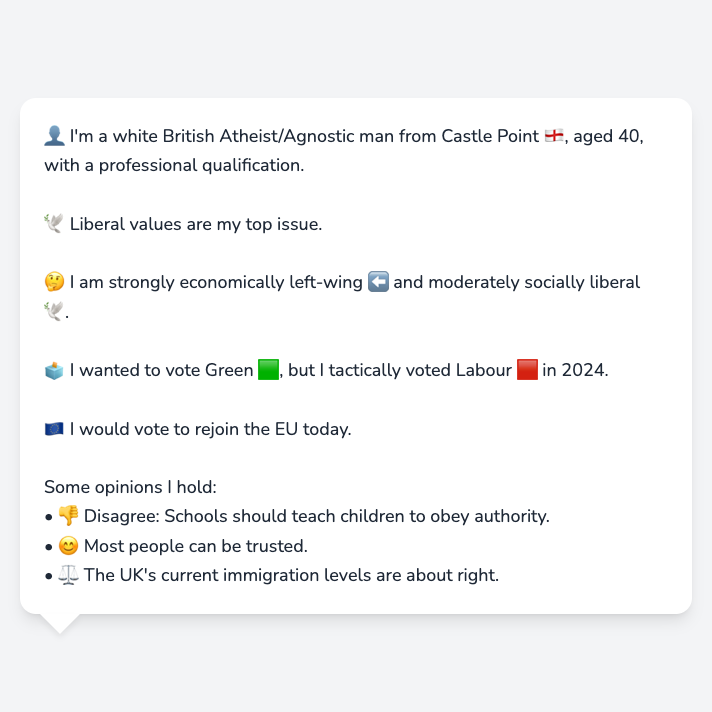 👤 I'm a white British Atheist/Agnostic man from Castle Point 🏴󠁧󠁢󠁥󠁮󠁧󠁿, aged 40,
with a professional qualification.
🕊️ Liberal values are my top issue.
🤔 I am strongly economically left-wing ⬅️ and moderately socially liberal
🕊️.
🗳️ I wanted to vote Green 🟩, but I tactically voted Labour 🟥 in 2024.
🇪🇺 I would vote to rejoin the EU today.
Some opinions I hold:
• 👎 Disagree: Schools should teach children to obey authority.
• 😊 Most people can be trusted.
• ⚖️ The UK's current immigration levels are about right.